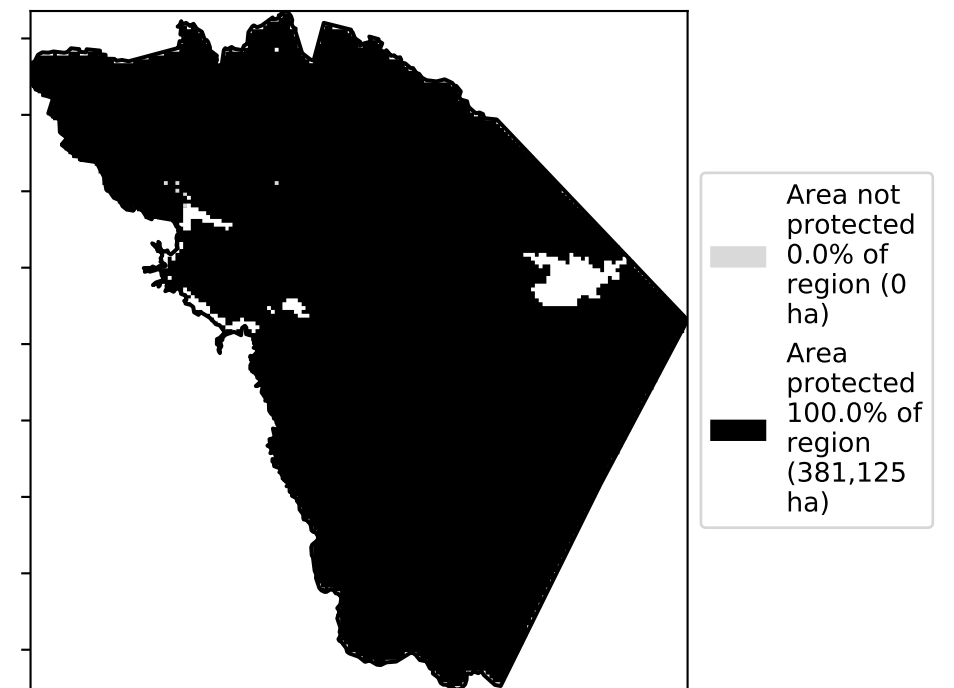 Area not
protected
0.0% of
region (0
ha)
Area
protected
100.0% of
region
(381,125
ha)